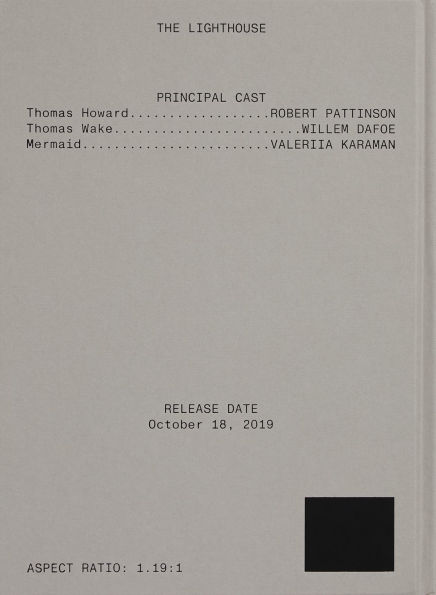 THE LIGHTHOUSE
PRINCIPAL CAST
Thomas Howard..................ROBERT PATTINSON
Thomas Wake........................WILLEM DAFOE
Mermaid........................VALERIIA KARAMAN
RELEASE DATE
October 18, 2019
ASPECT RATIO: 1.19:1